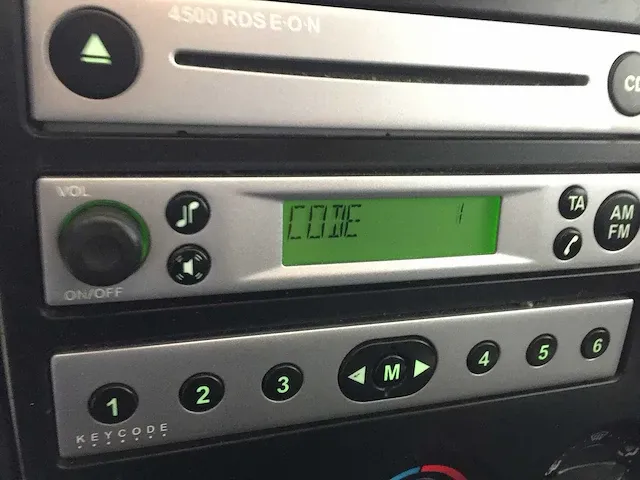 4500 RDS E·O·N
CD
VOL
CODE 1
TA
AM
FM
ON/OFF
1 2 3 M 4 5 6
KEYCODE